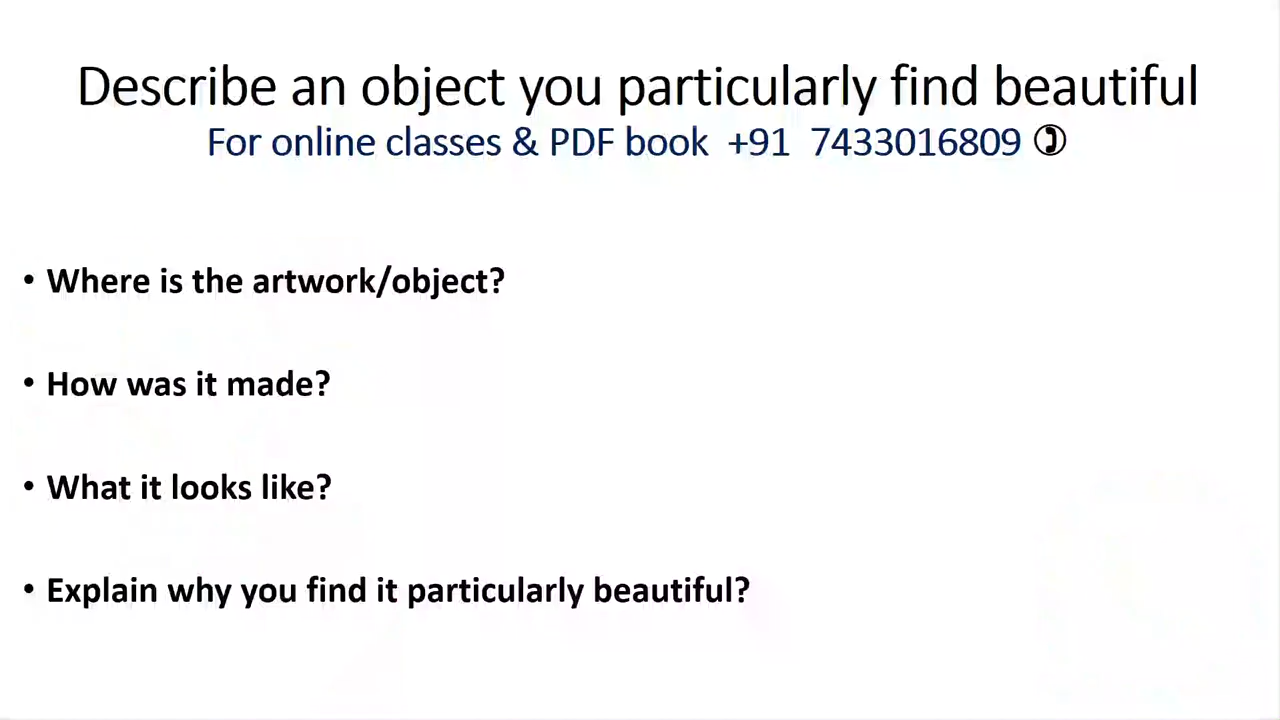 Describe an object you particularly find beautiful
For online classes & PDF book +91 7433016809 ✆
• Where is the artwork/object?
• How was it made?
• What it looks like?
• Explain why you find it particularly beautiful?